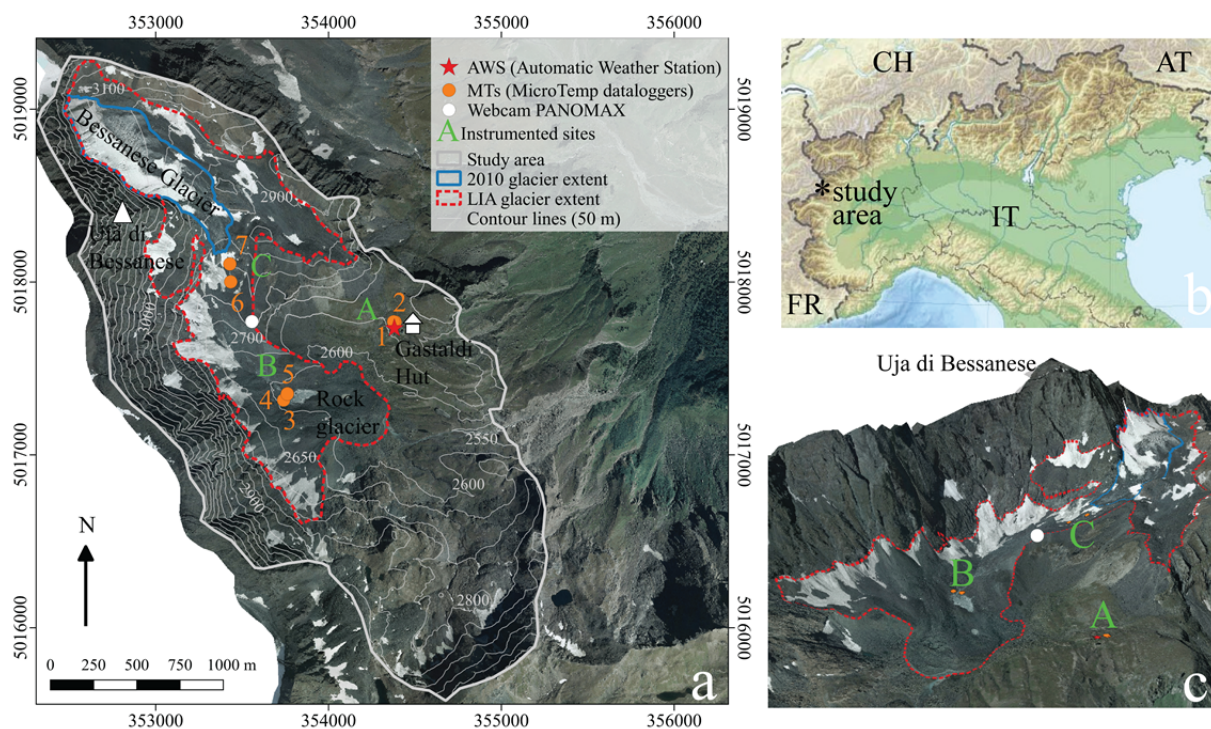 353000
354000
355000
356000
5019000
5018000
5017000
5016000
AWS (Automatic Weather Station)
MTs (MicroTemp dataloggers)
Webcam PANOMAX
A Instrumented sites
Study area
2010 glacier extent
LIA glacier extent
Contour lines (50 m)
3100
Bessanese Glacier
2900
Uja di
Bessanese
7
C
6
3000
A
2
1
2700
2600
Gastaldi
Hut
B
5
4
3
Rock
glacier
2650
2550
2600
2900
2800
N
0 250 500 750 1000 m
a
5019000
5018000
5017000
5016000
353000
354000
355000
356000
CH
AT
*study
area
IT
FR
b
Uja di Bessanese
B
C
A
c